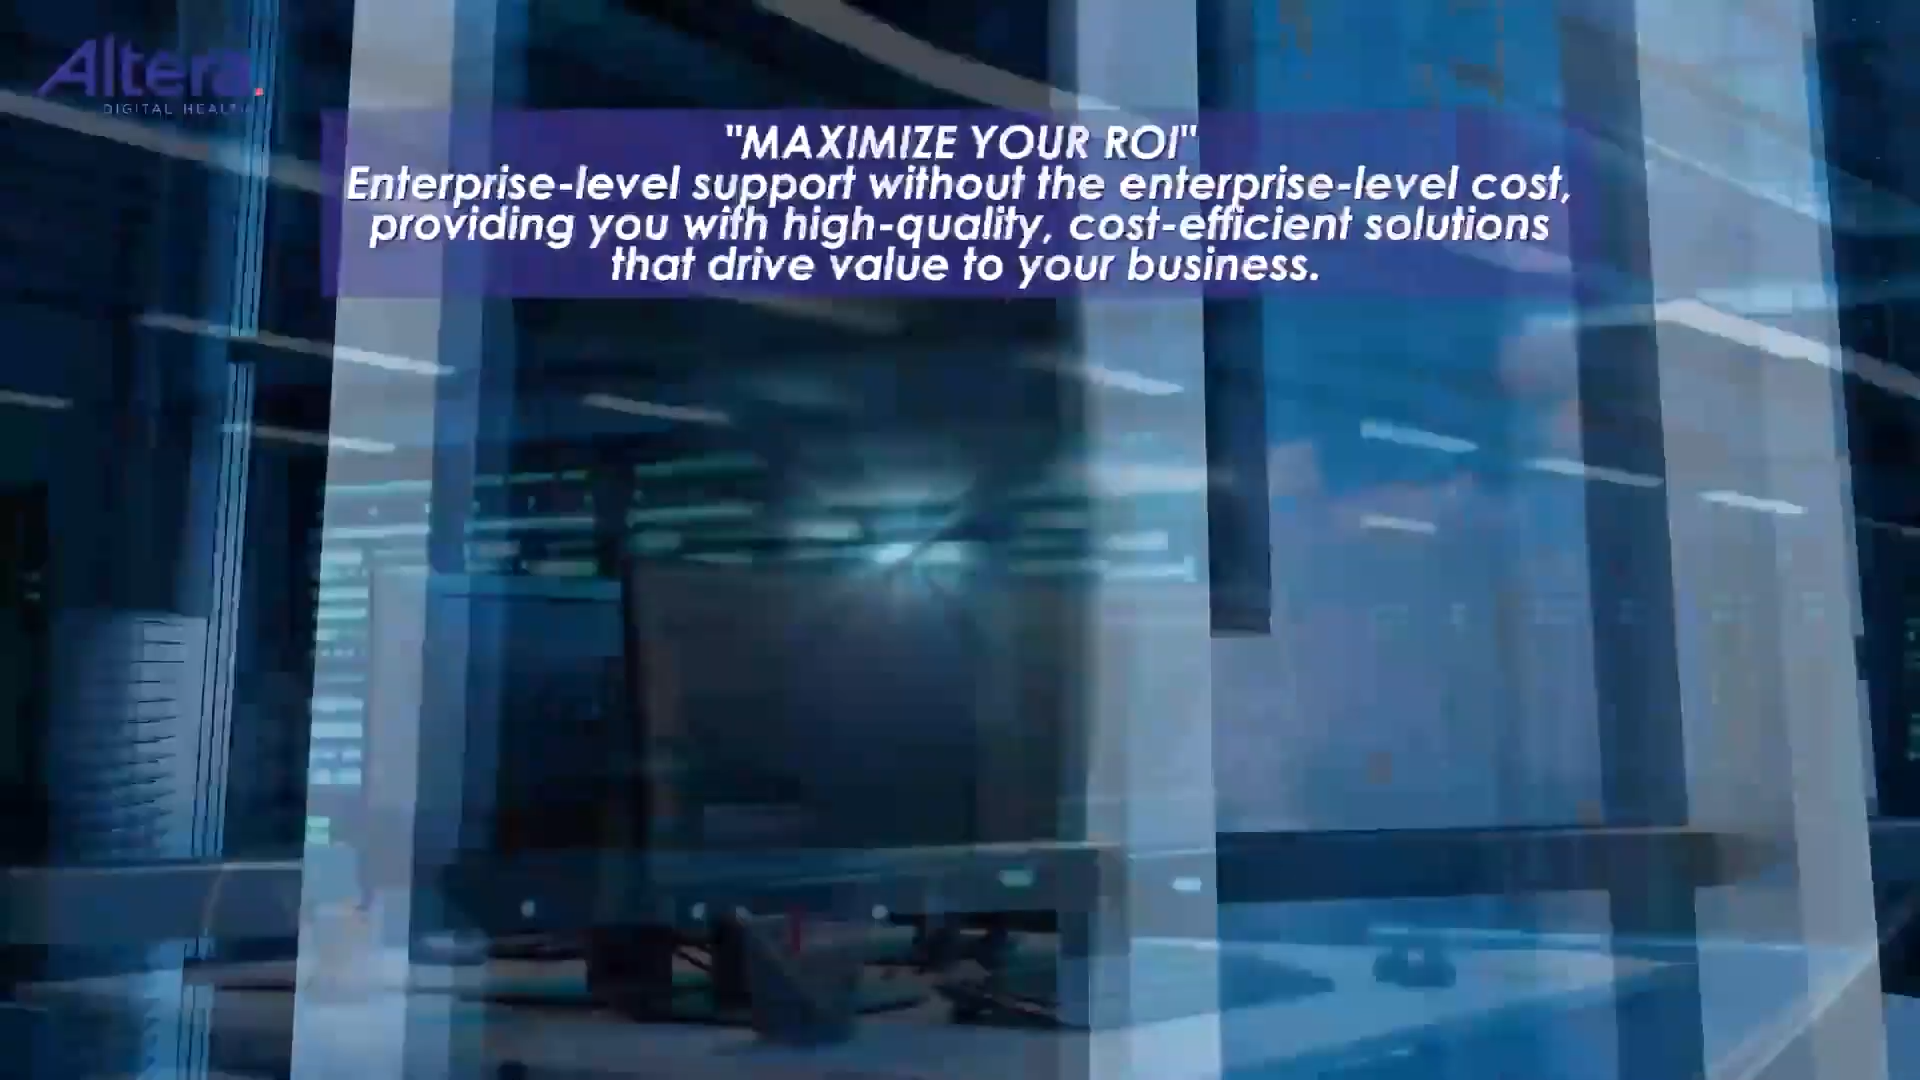 Altera.
DIGITAL HEALTH
"MAXIMIZE YOUR ROI"
Enterprise-level support without the enterprise-level cost,
providing you with high-quality, cost-efficient solutions
that drive value to your business.